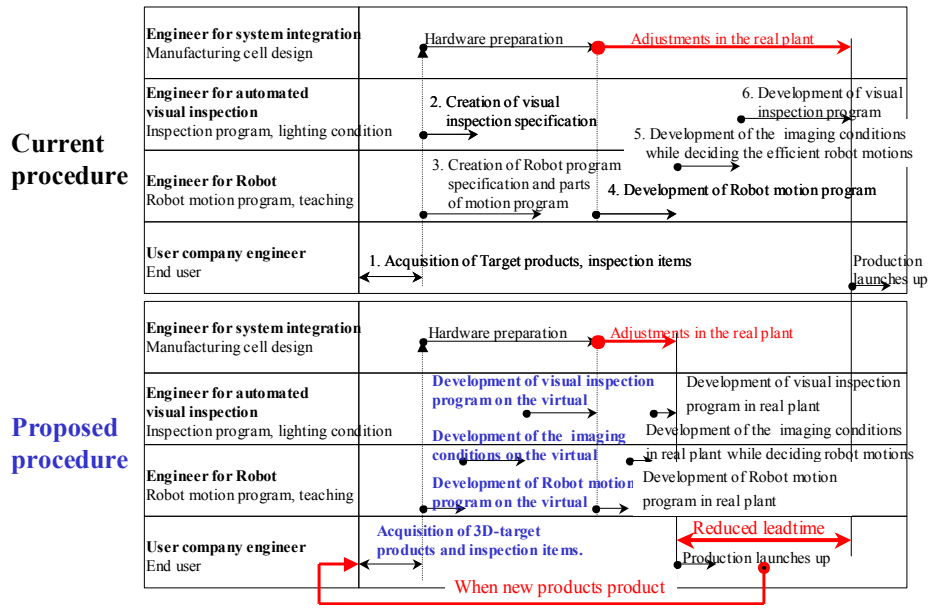 Current
procedure
Engineer for system integration
Manufacturing cell design
Hardware preparation
Adjustments in the real plant
Engineer for automated
visual inspection
Inspection program, lighting condition
2. Creation of visual
inspection specification
6. Development of visual
inspection program
5. Development of the imaging conditions
while deciding the efficient robot motions
Engineer for Robot
Robot motion program, teaching
3. Creation of Robot program
specification and parts
of motion program
4. Development of Robot motion program
User company engineer
End user
1. Acquisition of Target products, inspection items
Production
launches up
Proposed
procedure
Engineer for system integration
Manufacturing cell design
Hardware preparation
Adjustments in the real plant
Engineer for automated
visual inspection
Inspection program, lighting condition
Development of visual inspection
program on the virtual
Development of visual inspection
program in real plant
Development of the imaging
conditions on the virtual
Development of the imaging conditions
in real plant while deciding robot motions
Engineer for Robot
Robot motion program, teaching
Development of Robot motion
program on the virtual
Development of Robot motion
program in real plant
User company engineer
End user
Acquisition of 3D-target
products and inspection items.
Reduced leadtime
Production launches up
When new products product